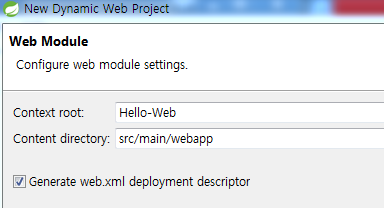 New Dynamic Web Project
Web Module
Configure web module settings.
Context root: Hello-Web
Content directory: src/main/webapp
Generate web.xml deployment descriptor